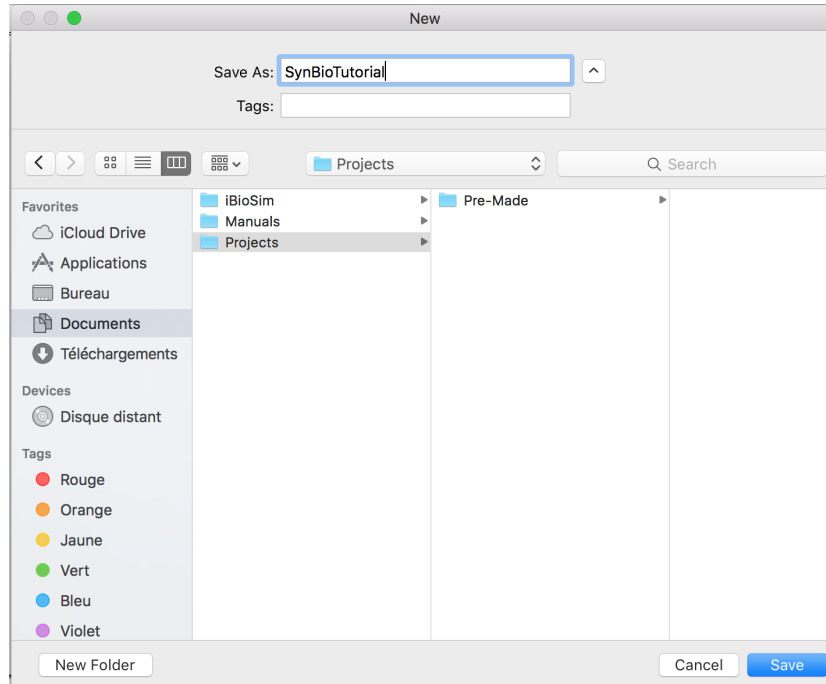 New
Save As: SynBioTutorial
Tags:
Projects
Search
Favorites
iCloud Drive
Applications
Bureau
Documents
Téléchargements
Devices
Disque distant
Tags
Rouge
Orange
Jaune
Vert
Bleu
Violet
iBioSim
Manuals
Projects
Pre-Made
New Folder
Cancel
Save